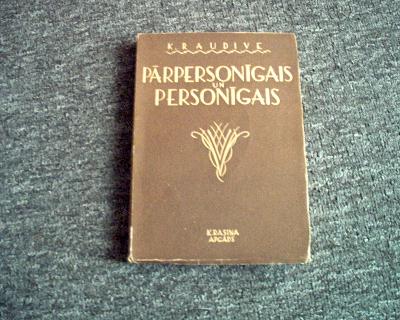 K. RAUDIVE
PĀRPERSONĪGAIS
UN
PERSONĪGAIS
K. RASIŅA
APGĀDS